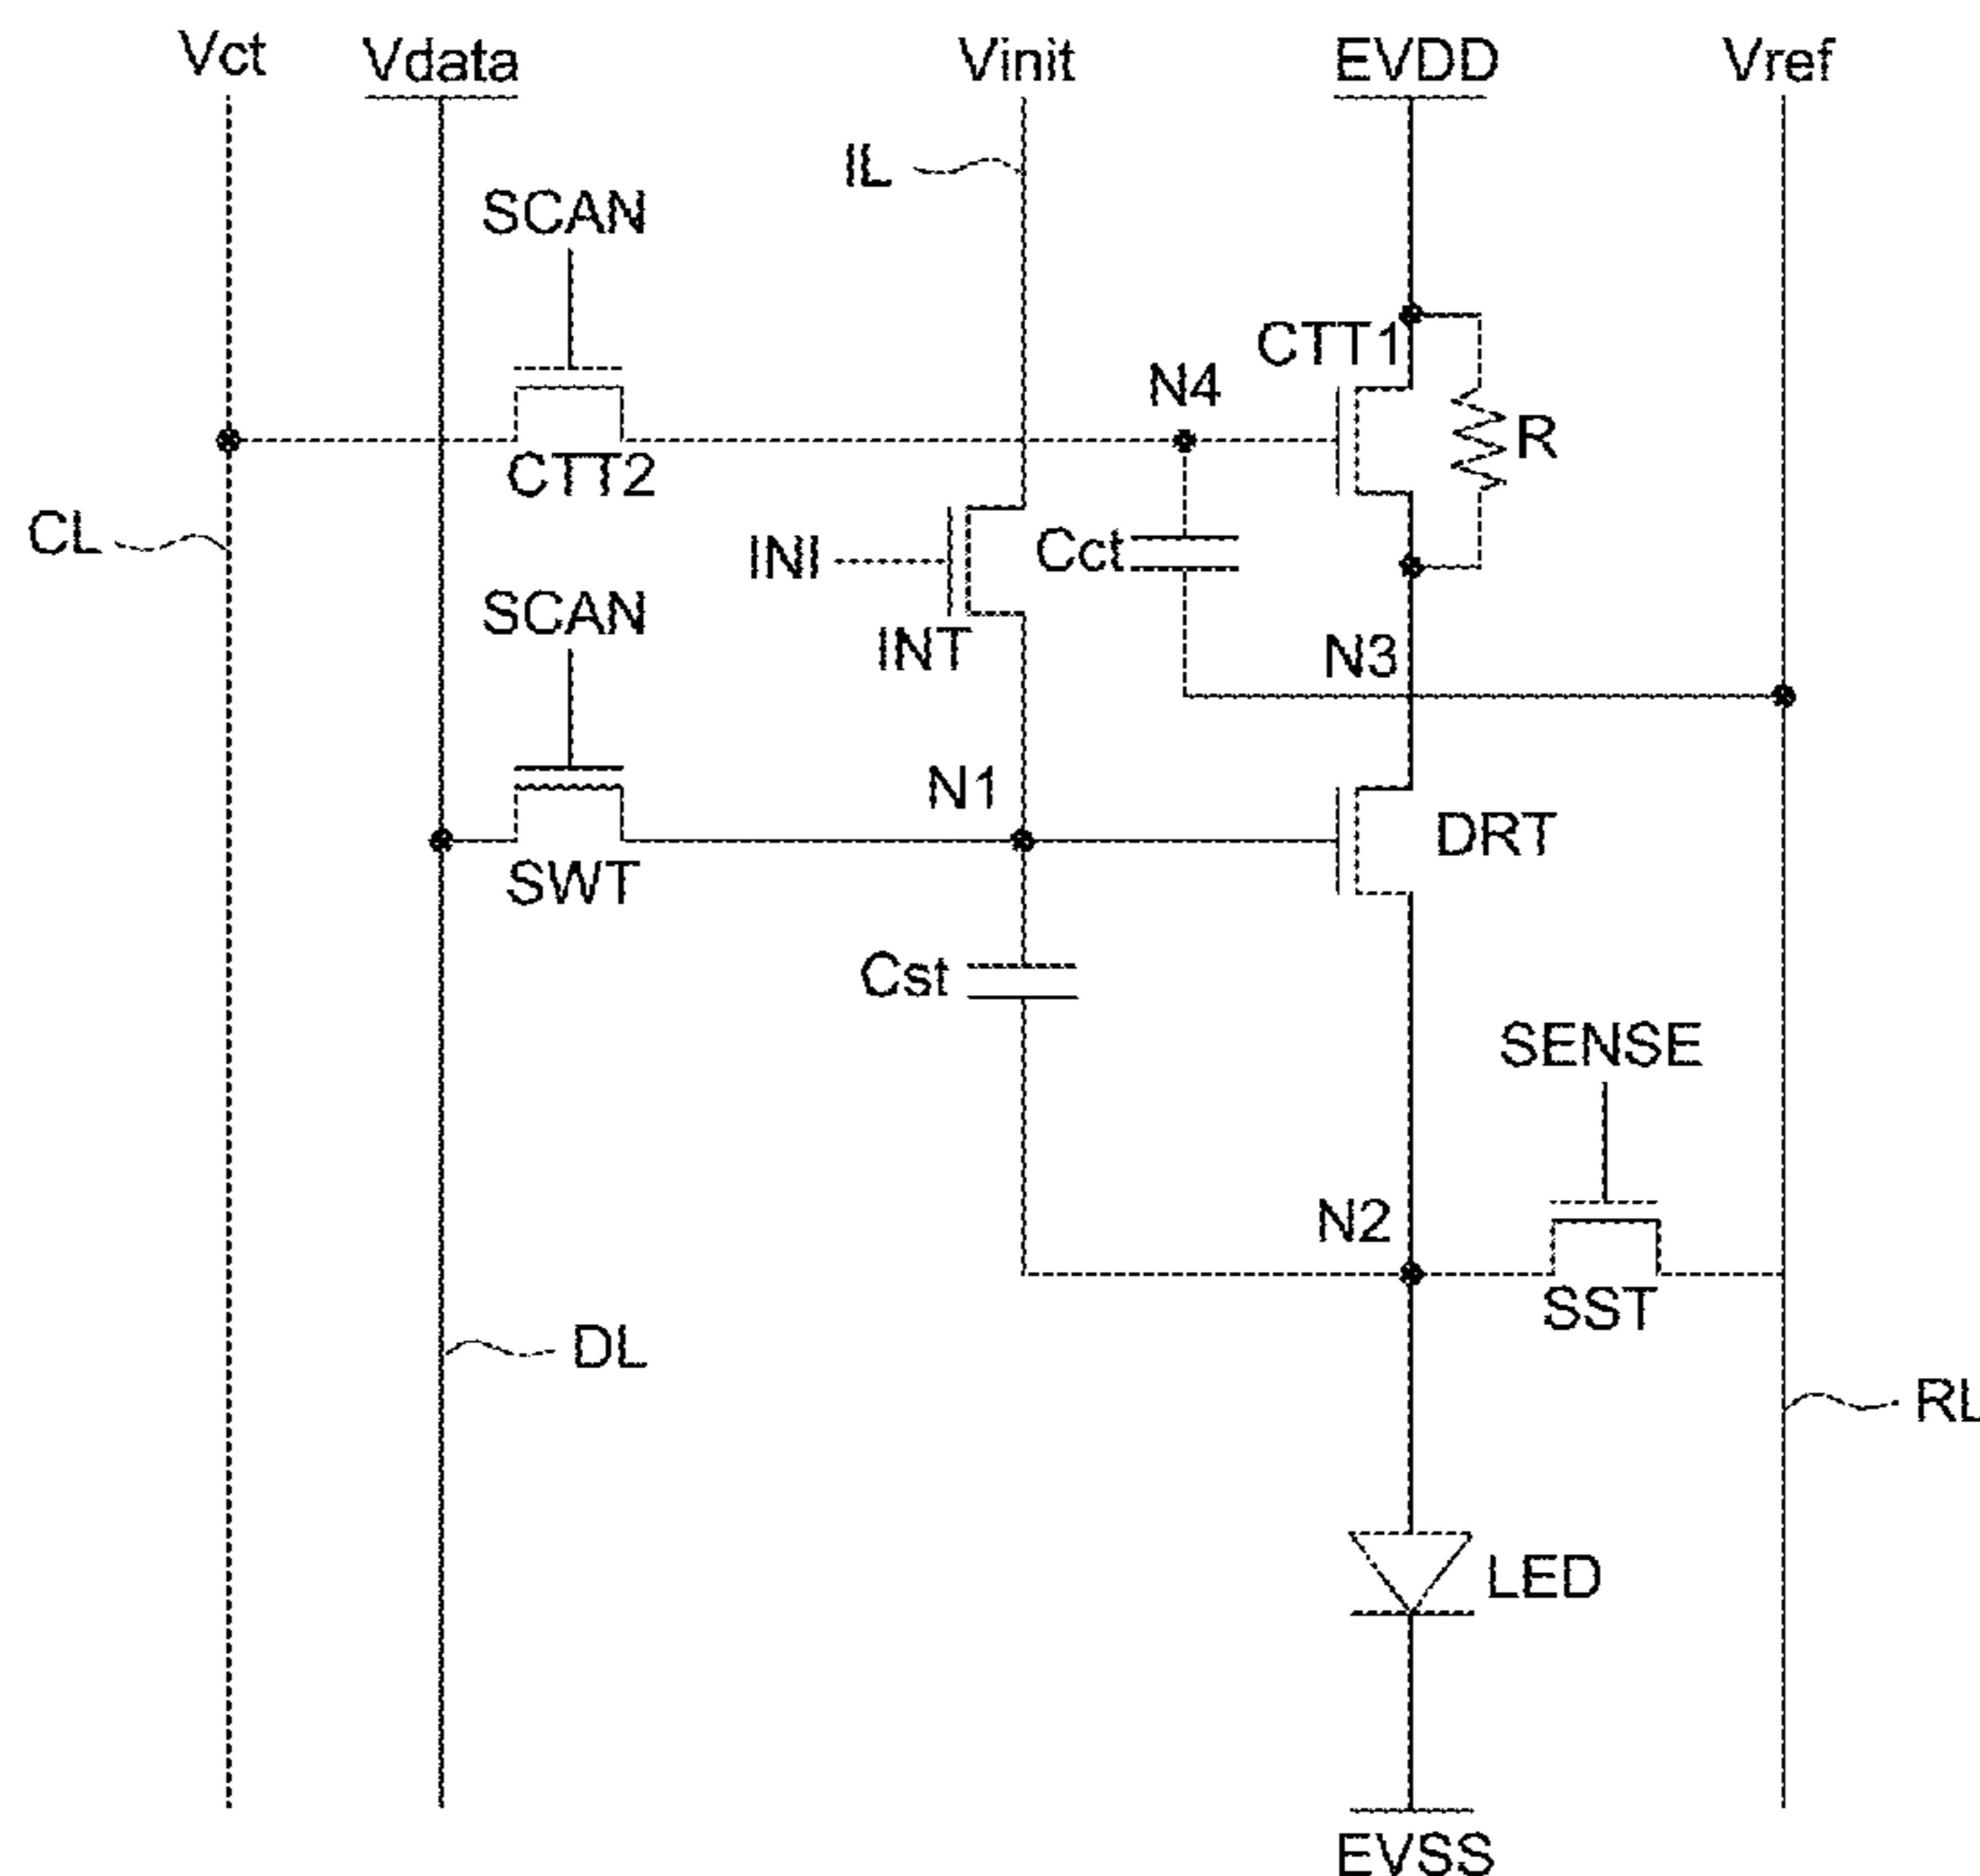 Vct
Vdata
Vinit
EVDD
Vref
IL
SCAN
CTT1
N4
R
CTT2
CL
INI
Cct
SCAN
INT
N3
N1
DRT
SWT
Cst
SENSE
N2
SST
DL
RL
LED
EVSS